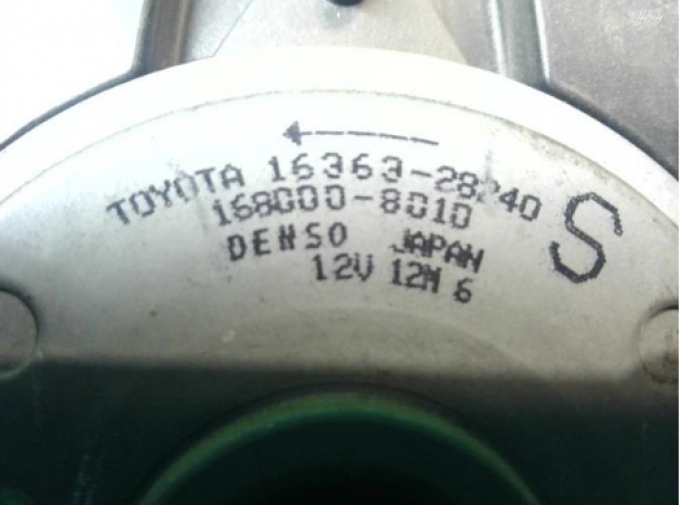 TOYOTA 16363-28240
168000-8010
DENSO JAPAN
12V 12M 6
S